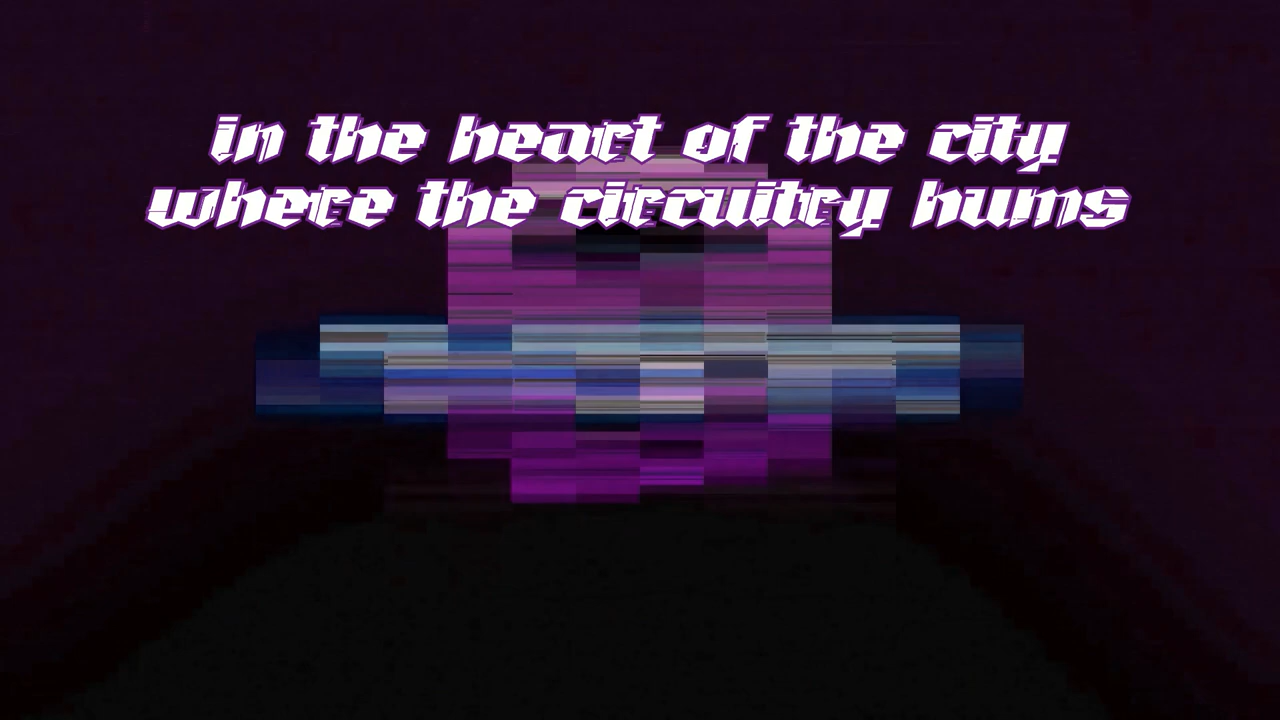 in the heart of the city
where the circuitry hums